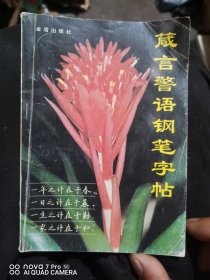 金盾出版社
箴言警语钢笔字帖
一年之计在于春、
一日之计在于晨、
一生之计在于勤、
一家之计在于和。
NOVA 7 PRO 5G
AI QUAD CAMERA